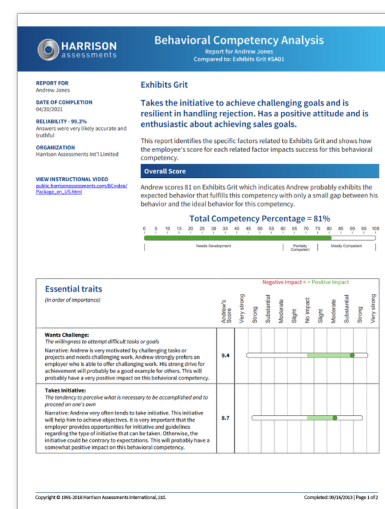 HARRISON
assessments
Behavioral Competency Analysis
Report for Andrew Jones
Compared to: Exhibits Grit #SA01
REPORT FOR
Andrew Jones
DATE OF COMPLETION
04/20/2021
RELIABILITY - 99.2%
Answers were very likely accurate and
truthful
ORGANIZATION
Harrison Assessments Int'l Limited
VIEW INSTRUCTIONAL VIDEO
public.harrisonassessments.com/BCvideo/
Package_en_US.html
Exhibits Grit
Takes the initiative to achieve challenging goals and is
resilient in handling rejection. Has a positive attitude and is
enthusiastic about achieving sales goals.
This report identifies the specific factors related to Exhibits Grit and shows how
the employee's score for each related factor impacts success for this behavioral
competency.
Overall Score
Andrew scores 81 on Exhibits Grit which indicates Andrew probably exhibits the
expected behavior that fulfills this competency with only a small gap between his
behavior and the ideal behavior for this competency.
Total Competency Percentage = 81%
0 5 10 15 20 25 30 35 40 45 50 55 60 65 70 75 80 85 90 95 100
Needs Development
Partially
Competent
Mostly Competent
Essential traits
(in order of importance)
Andrew's
Score
Negative Impact < > Positive Impact
Very strong
Strong
Substantial
Moderate
Slight
No impact
Slight
Moderate
Substantial
Strong
Very strong
Wants Challenge:
The willingness to attempt difficult tasks or goals
Narrative: Andrew is very motivated by challenging tasks or
projects and needs challenging work. Andrew strongly prefers an
employer who is able to offer challenging work. His strong drive for
achievement will probably be a good example for others. This will
probably have a very positive impact on this behavioral competency.
9.4
Takes Initiative:
The tendency to perceive what is necessary to be accomplished and to
proceed on one's own
Narrative: Andrew very often tends to take initiative. This initiative
will help him to achieve objectives. It is very important that the
employer provides opportunities for initiative and guidelines
regarding the type of initiative that can be taken. Otherwise, the
initiative could be contrary to expectations. This will probably have a
somewhat positive impact on this behavioral competency.
8.7
Copyright © 1991-2018 Harrison Assessments International, Ltd.
Completed: 09/16/2013 | Page 1 of 2